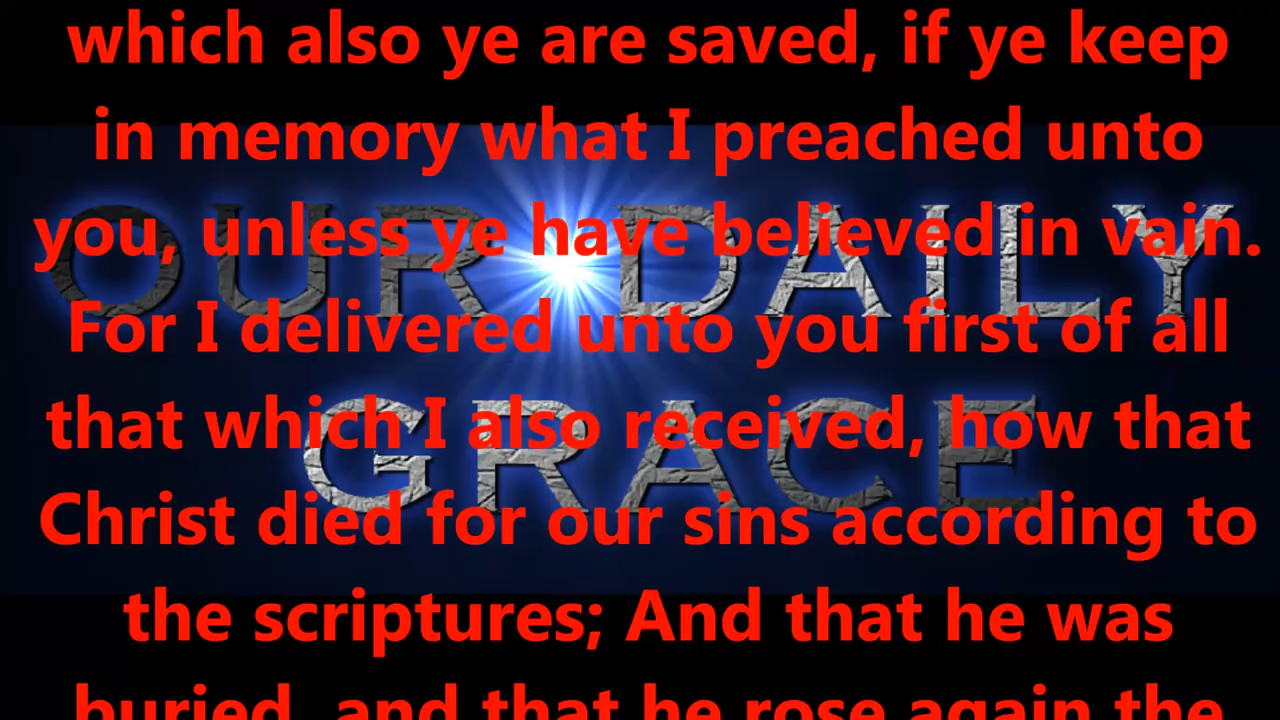 which also ye are saved, if ye keep
in memory what I preached unto
you, unless ye have believed in vain.
For I delivered unto you first of all
that which I also received, how that
Christ died for our sins according to
the scriptures; And that he was
buried, and that he rose again the
OUR DAILY
GRACE